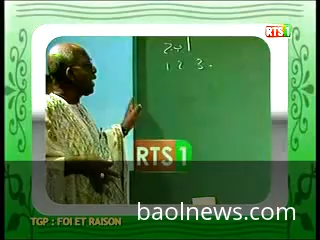 RTS1
2+1
1 2 3.
RTS1
TGP : FOI ET RAISON
baolnews.com